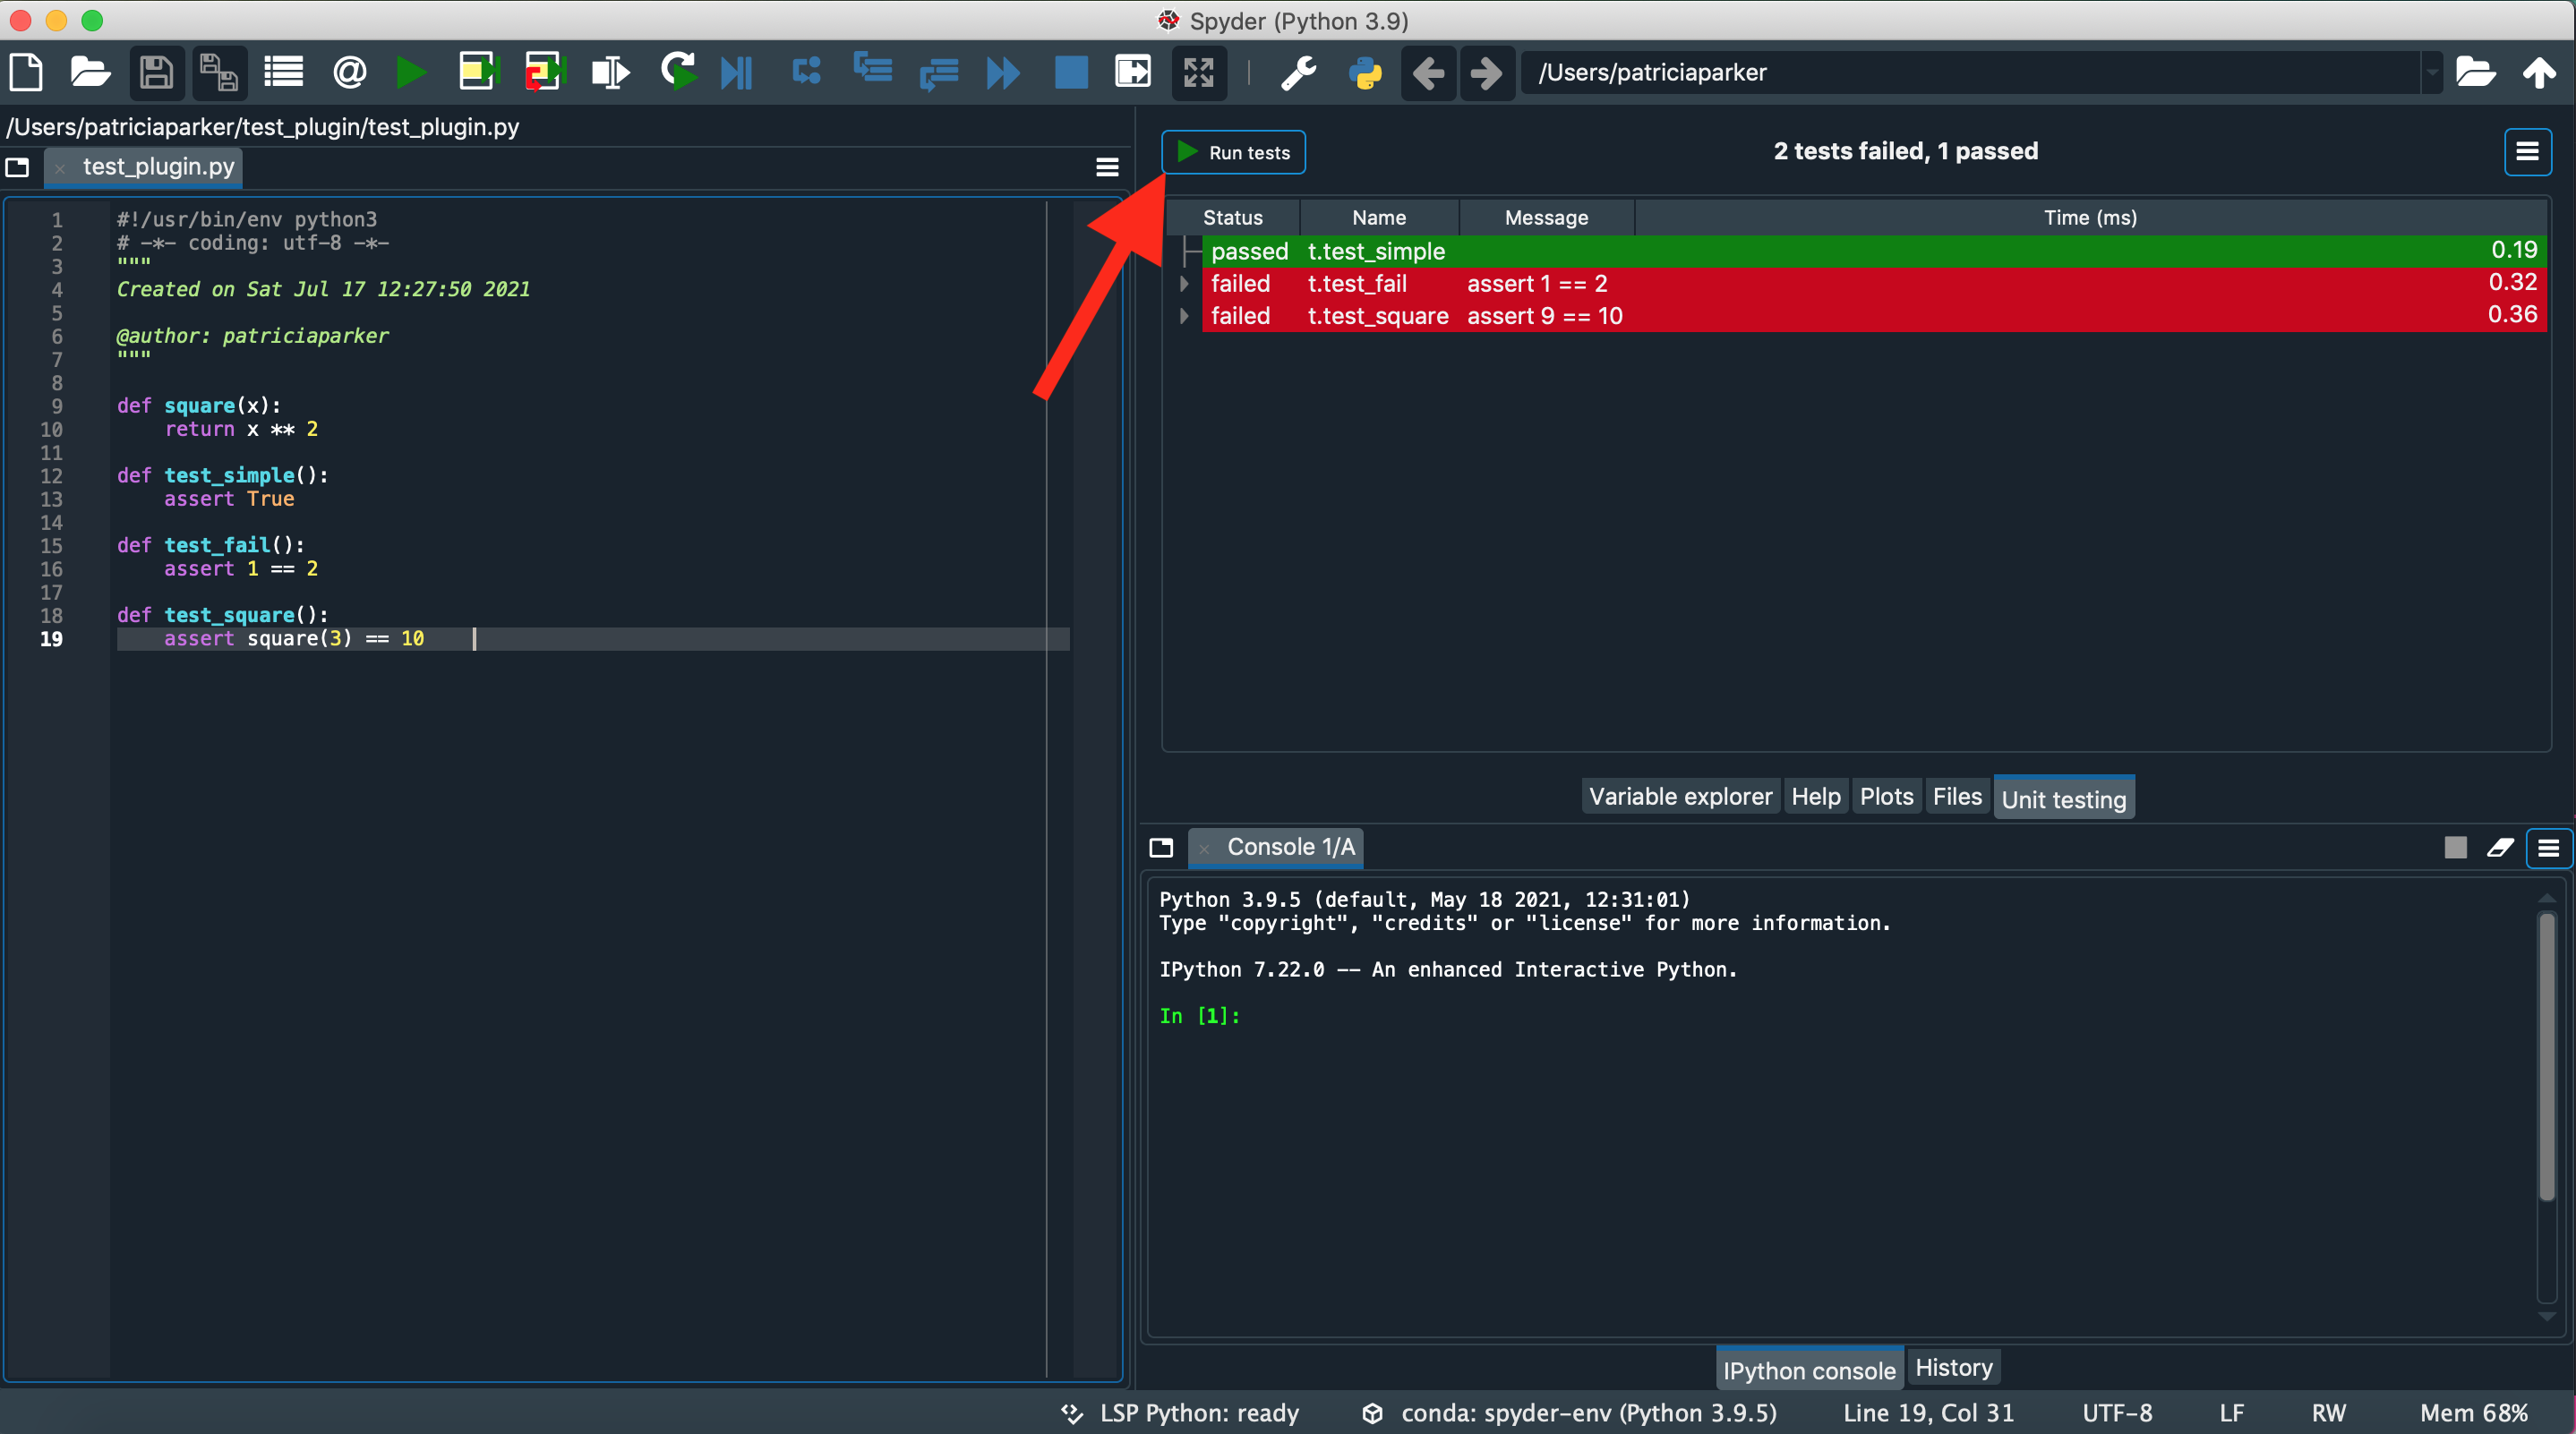 Spyder (Python 3.9)
@
/Users/patriciaparker
/Users/patriciaparker/test_plugin/test_plugin.py
test_plugin.py
1 #!/usr/bin/env python3
2 # -*- coding: utf-8 -*-
3 """
4 Created on Sat Jul 17 12:27:50 2021
5
6 @author: patriciaparker
7 """
8
9 def square(x):
10     return x ** 2
11
12 def test_simple():
13     assert True
14
15 def test_fail():
16     assert 1 == 2
17
18 def test_square():
19     assert square(3) == 10
Run tests
2 tests failed, 1 passed
Status Name Message Time (ms)
passed t.test_simple 0.19
failed t.test_fail assert 1 == 2 0.32
failed t.test_square assert 9 == 10 0.36
Variable explorer Help Plots Files Unit testing
Console 1/A
Python 3.9.5 (default, May 18 2021, 12:31:01)
Type "copyright", "credits" or "license" for more information.
IPython 7.22.0 -- An enhanced Interactive Python.
In [1]:
IPython console History
LSP Python: ready conda: spyder-env (Python 3.9.5) Line 19, Col 31 UTF-8 LF RW Mem 68%